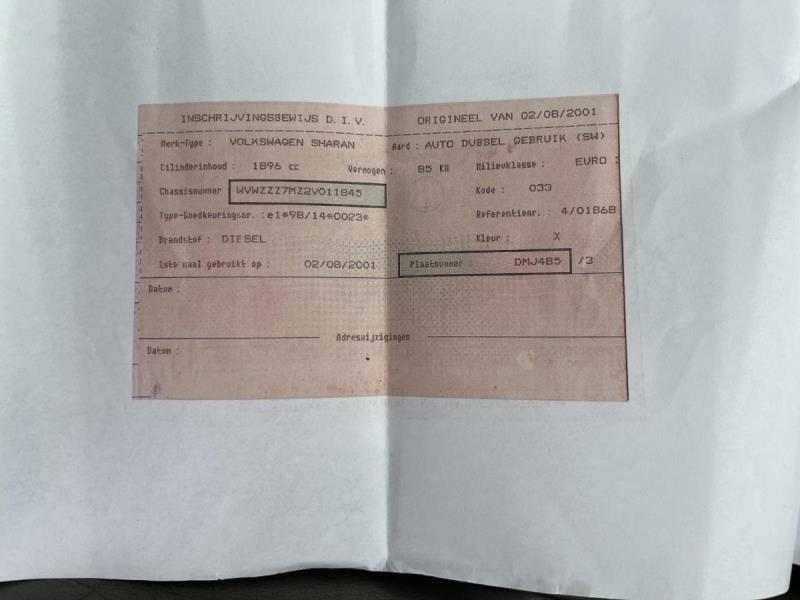 INSCHRIJVINGSBEWIJS D. I. V. ORIGINEEL VAN 02/08/2001
Merk-Type : VOLKSWAGEN SHARAN Aard : AUTO DUBBEL GEBRUIK (SW)
Cilinderinhoud : 1896 cc Vermogen : 85 KW Milieuklasse : EURO
Chassisnummer WVWZZZ7MZ2V011845 Kode : 033
Type-Goedkeuringsnr. : e1*98/14*0023* Referentienr. : 4/0186B
Brandstof : DIESEL Kleur : X
1ste maal gebruikt op : 02/08/2001 Plaatnummer : DMJ485 /3
Datum :
Adreswijzigingen
Datum :